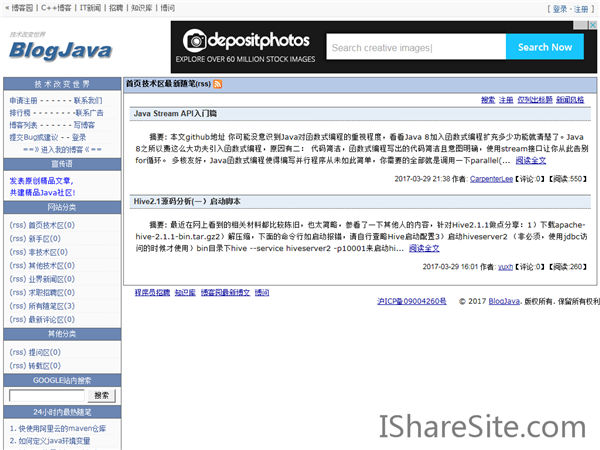 « 博客园 | C++博客 | IT新闻 | 招聘 | 知识库 | 博问
[ 登录 · 注册 ]
技术改变世界
BlogJava
depositphotos
EXPLORE OVER 60 MILLION STOCK IMAGES
Search creative images|
Search Now
技 术 改 变 世 界
申请注册 - - - - - - 联系我们
排行榜 - - - - - - - -联系广告
博客列表 - - - - - - 写博客
提交Bug或建议 - - 登录
==» 进入我的博客 «==
宣传语
发表原创精品文章,
共建精品Java社区!
网站分类
(rss) 首页技术区(0)
(rss) 新手区(0)
(rss) 非技术区(0)
(rss) 其他技术区(0)
(rss) 业界新闻区(0)
(rss) 求职招聘区(0)
(rss) 所有随笔区(3)
(rss) 最新评论区(0)
其他分类
(rss) 提问区(0)
(rss) 转载区(0)
GOOGLE站内搜索
搜索
24小时内最热随笔
1. 快使用阿里云的maven仓库
2. 如何定义java环境变量
首页技术区最新随笔(rss)
搜索 注册 仅列出标题 新闻风格
Java Stream API入门篇
摘要: 本文github地址 你可能没意识到Java对函数式编程的重视程度，看看Java 8加入函数式编程扩充多少功能就清楚了。Java
8之所以费这么大功夫引入函数式编程，原因有二： 代码简洁，函数式编程写出的代码简洁且意图明确，使用stream接口让你从此告别
for循环。 多核友好，Java函数式编程使得编写并行程序从未如此简单，你需要的全部就是调用一下parallel(... 阅读全文
2017-03-29 21:38 作者: CarpenterLee【评论:0】【阅读:550】
Hive2.1源码分析(一）启动脚本
摘要: 最近在网上看到的相关材料都比较陈旧，也太简略，参看了一下其他人的内容，针对Hive2.1.1做点分享：1）下载apache-
hive-2.1.1-bin.tar.gz2）解压缩，下面的命令行如启动报错，请自行查略Hive启动配置3）启动hiveserver2 （非必须，使用jdbc访
问的时候才使用）bin目录下hive --service hiveserver2 -p10001来启动hi... 阅读全文
2017-03-29 16:01 作者: yuxh【评论:0】【阅读:260】
程序员招聘 知识库 博客园最新博文 博问
沪ICP备09004260号 © 2017 BlogJava. 版权所有, 保留所有权利
IShareSite.com